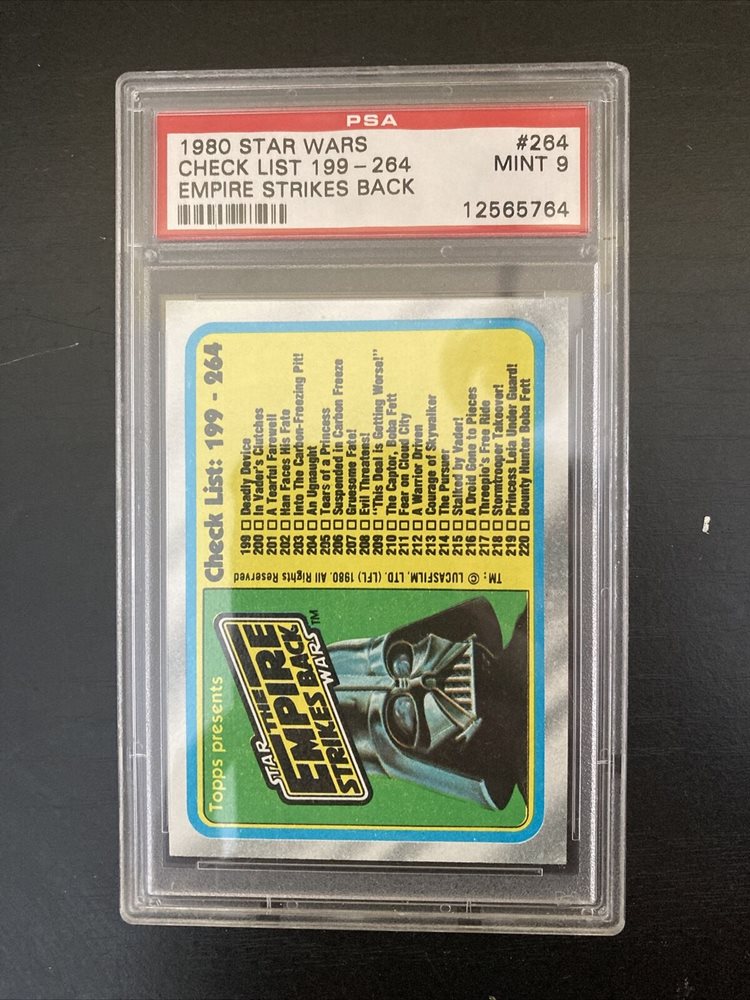 PSA
1980 STAR WARS
CHECK LIST 199-264
EMPIRE STRIKES BACK
#264
MINT 9
12565764
Topps presents
STAR THE
EMPIRE
STRIKES BACK
WARS TM
Check List: 199 - 264
199 □ Deadly Device
200 □ In Vader's Clutches
201 □ A Tearful Farewell
202 □ Han Faces His Fate
203 □ Into The Carbon-Freezing Pit!
204 □ An Ugnaught
205 □ Tears of a Princess
206 □ Suspended in Carbon Freeze
207 □ Gruesome Fate!
208 □ Evil Threatens!
209 □ "This Deal is Getting Worse!"
210 □ The Captor, Boba Fett
211 □ Fear on Cloud City
212 □ A Warrior Driven
213 □ Courage of Skywalker
214 □ The Pursuer
215 □ Stalked by Vader!
216 □ A Droid Gone to Pieces
217 □ Threepio's Free Ride
218 □ Stormtrooper Takeover!
219 □ Princess Leia Under Guard!
220 □ Bounty Hunter Boba Fett
TM: © LUCASFILM, LTD. (LFL) 1980. All Rights Reserved